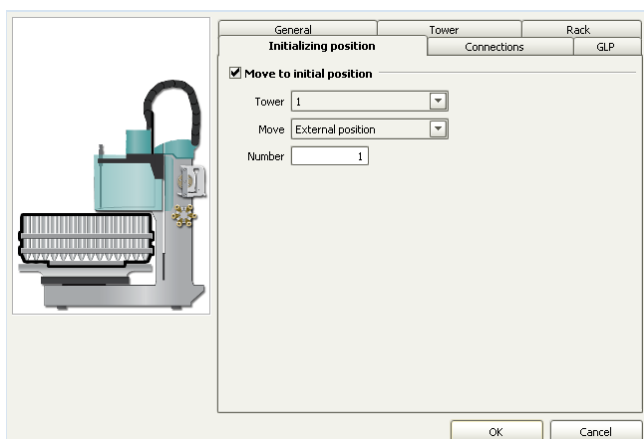 General Tower Rack
Initializing position Connections GLP
Move to initial position
Tower 1
Move External position
Number 1
OK Cancel